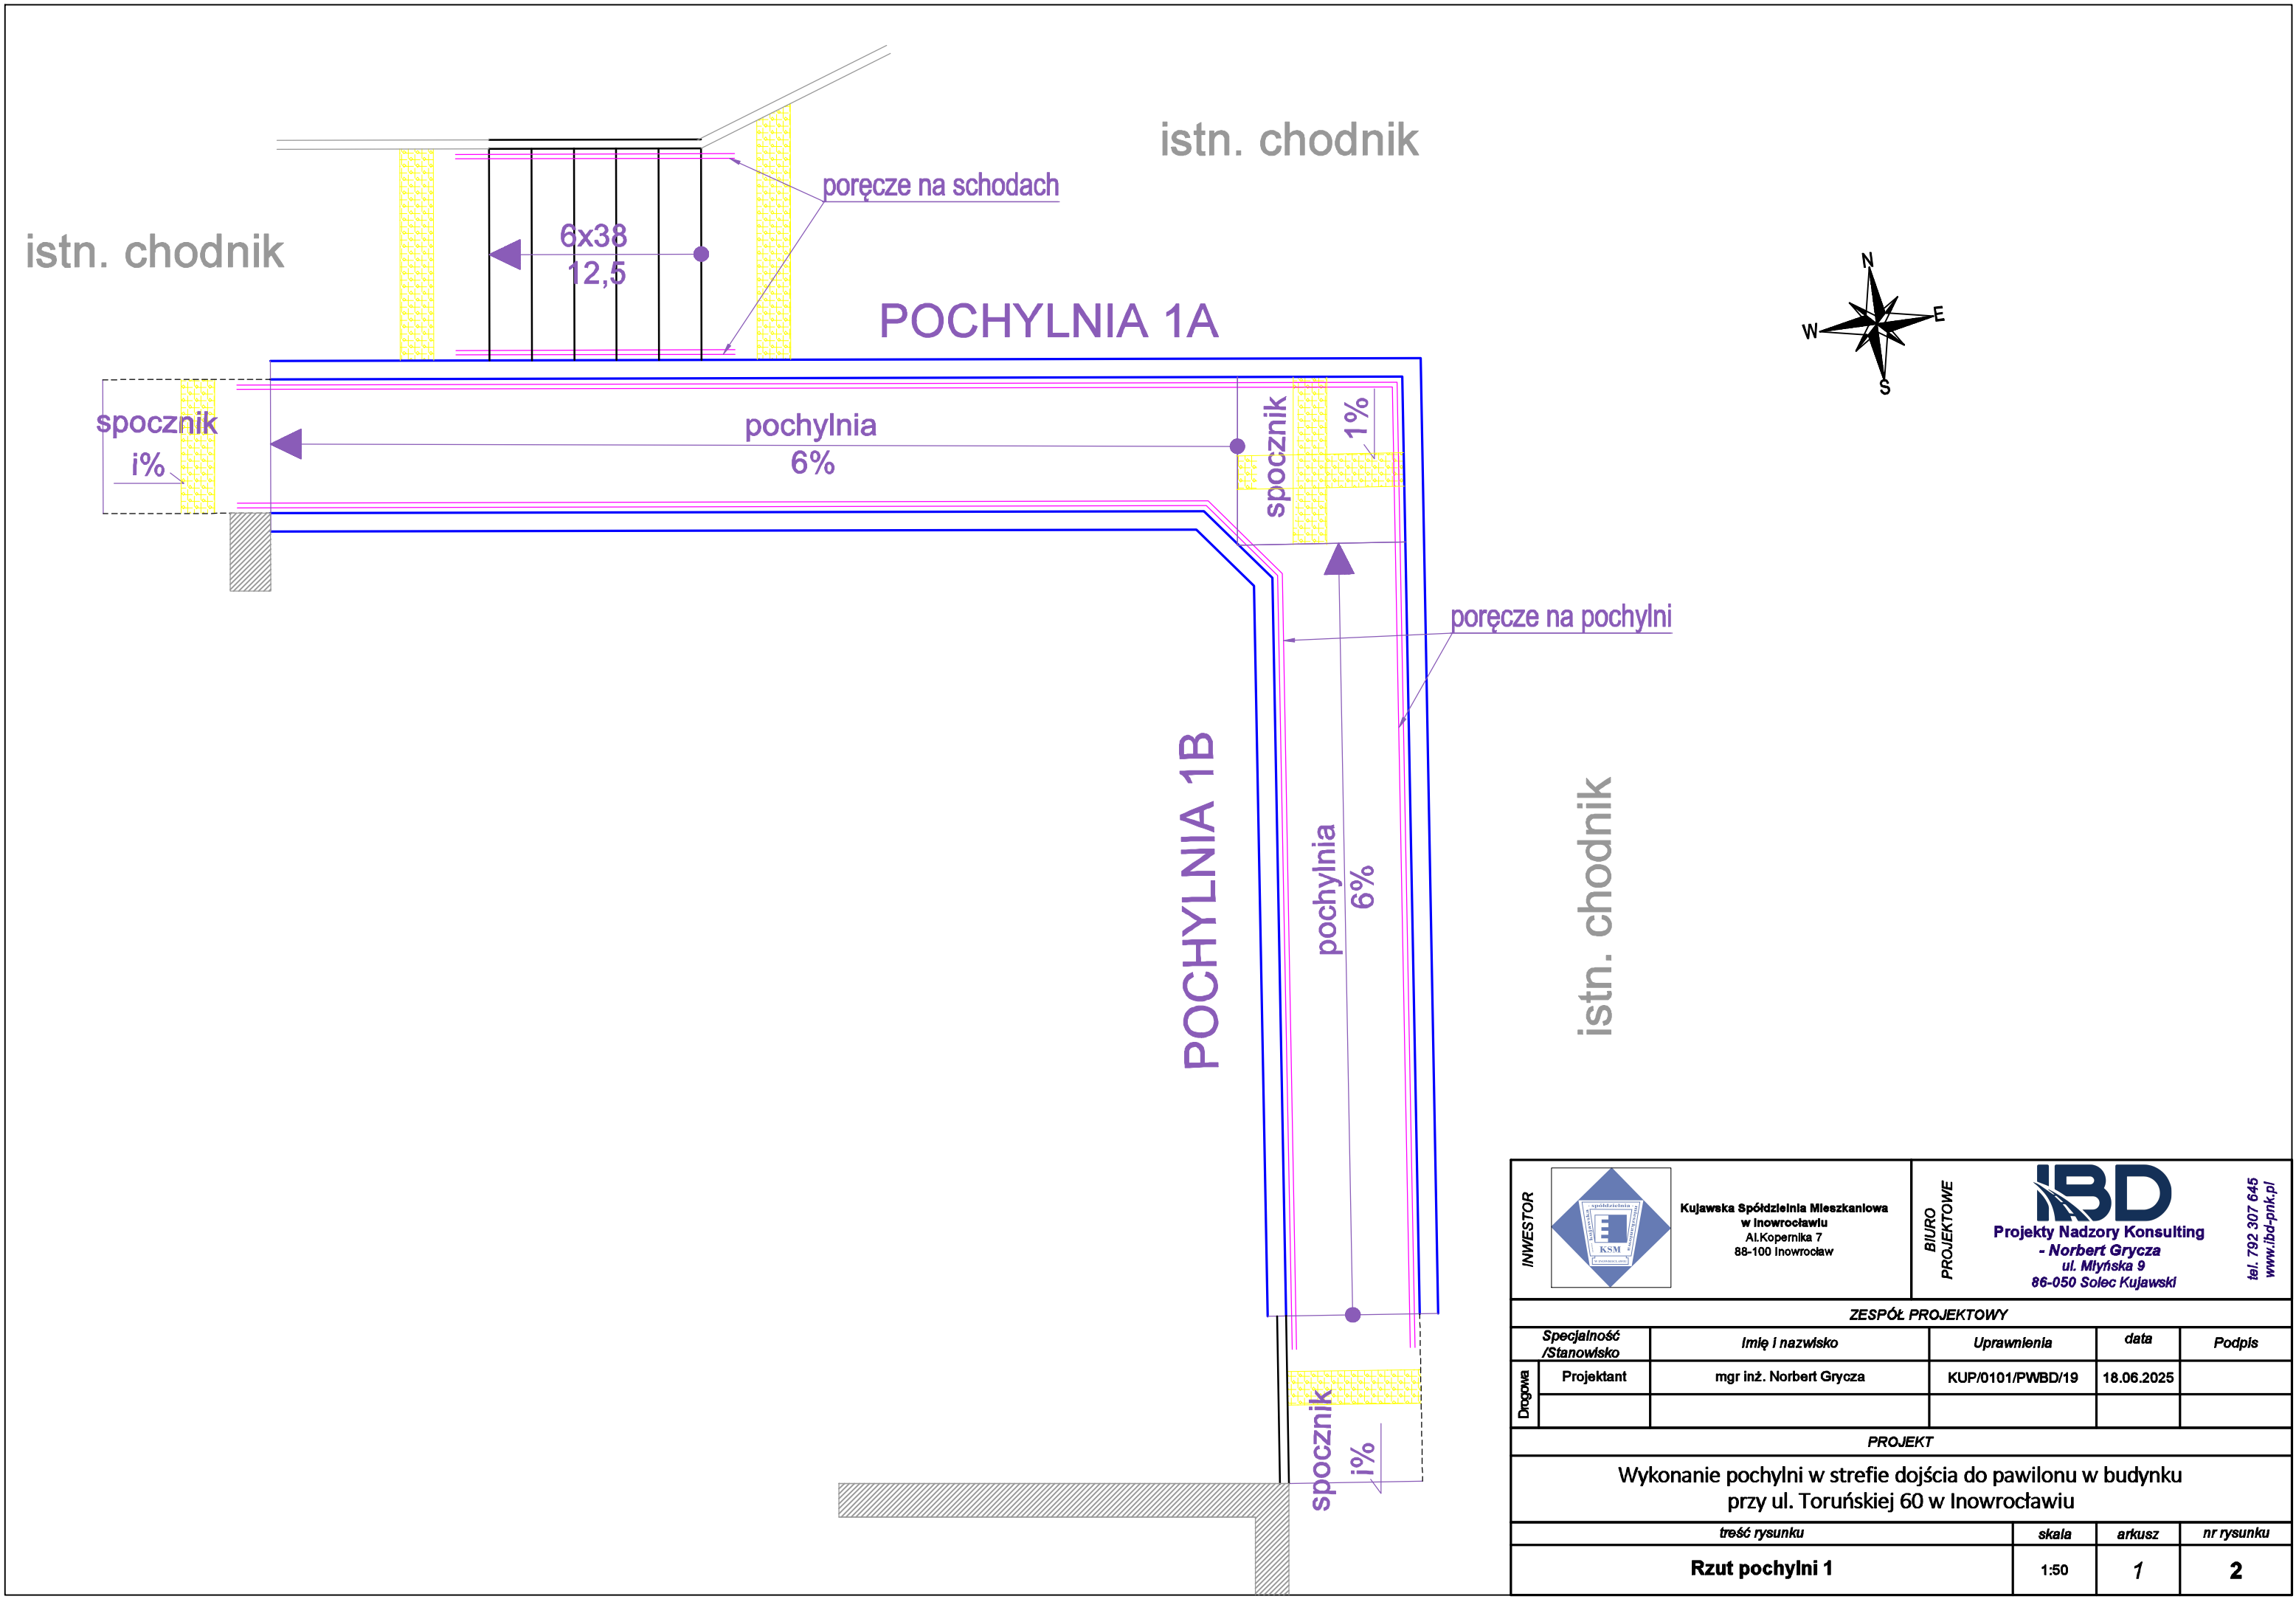 istn. chodnik
poręcze na schodach
istn. chodnik
6x38
12,5
POCHYLNIA 1A
N
E
W
S
spocznik
i%
pochylnia
6%
spocznik
1%
poręcze na pochylni
POCHYLNIA 1B
pochylnia
6%
istn. chodnik
spocznik
i%
INWESTOR
spółdzielnia
kujawska
mieszkaniowa
KSM
W INOWROCŁAWIU
Kujawska Spółdzielnia Mieszkaniowa
w Inowrocławiu
Al.Kopernika 7
88-100 Inowrocław
BIURO
PROJEKTOWE
IBD
Projekty Nadzory Konsulting
- Norbert Grycza
ul. Młyńska 9
86-050 Solec Kujawski
tel. 792 307 645
www.ibd-pnk.pl
ZESPÓŁ PROJEKTOWY
Specjalność
/Stanowisko
Imię i nazwisko
Uprawnienia
data
Podpis
Drogowa
Projektant
mgr inż. Norbert Grycza
KUP/0101/PWBD/19
18.06.2025
PROJEKT
Wykonanie pochylni w strefie dojścia do pawilonu w budynku
przy ul. Toruńskiej 60 w Inowrocławiu
treść rysunku
skala
arkusz
nr rysunku
Rzut pochylni 1
1:50
1
2